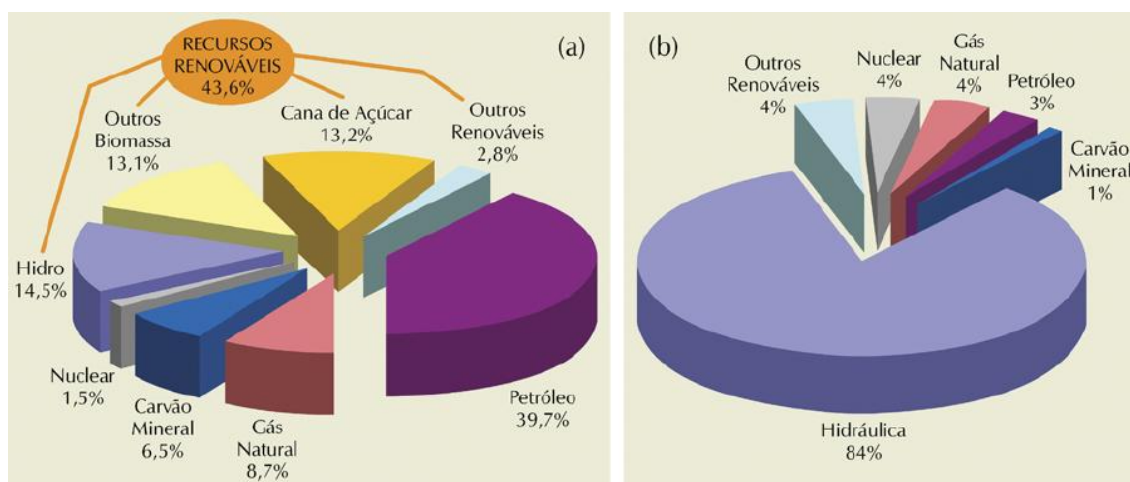 (a)
RECURSOS
RENOVÁVEIS
43,6%
Outros
Biomassa
13,1%
Cana de Açúcar
13,2%
Outros
Renováveis
2,8%
Hidro
14,5%
Nuclear
1,5%
Carvão
Mineral
6,5%
Gás
Natural
8,7%
Petróleo
39,7%
(b)
Outros
Renováveis
4%
Nuclear
4%
Gás
Natural
4%
Petróleo
3%
Carvão
Mineral
1%
Hidráulica
84%